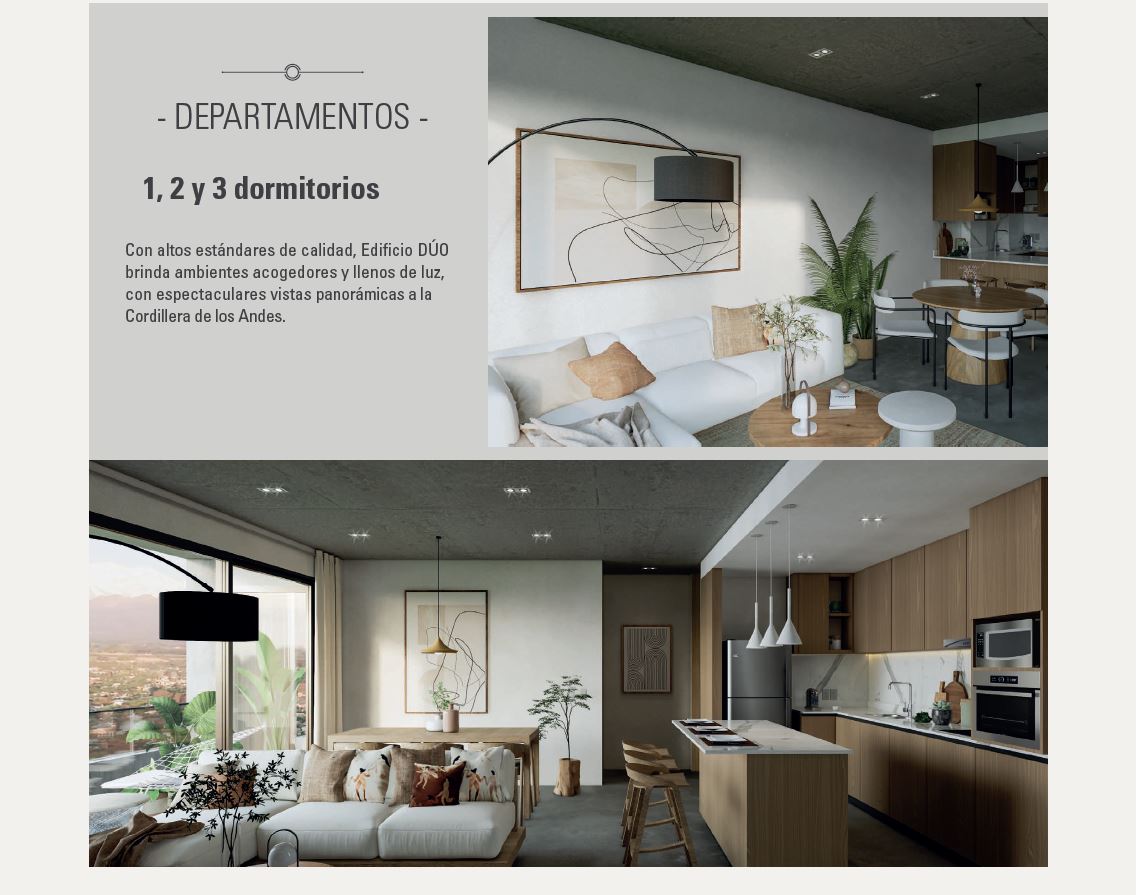 - DEPARTAMENTOS -
1, 2 y 3 dormitorios
Con altos estándares de calidad, Edificio DÚO
brinda ambientes acogedores y llenos de luz,
con espectaculares vistas panorámicas a la
Cordillera de los Andes.